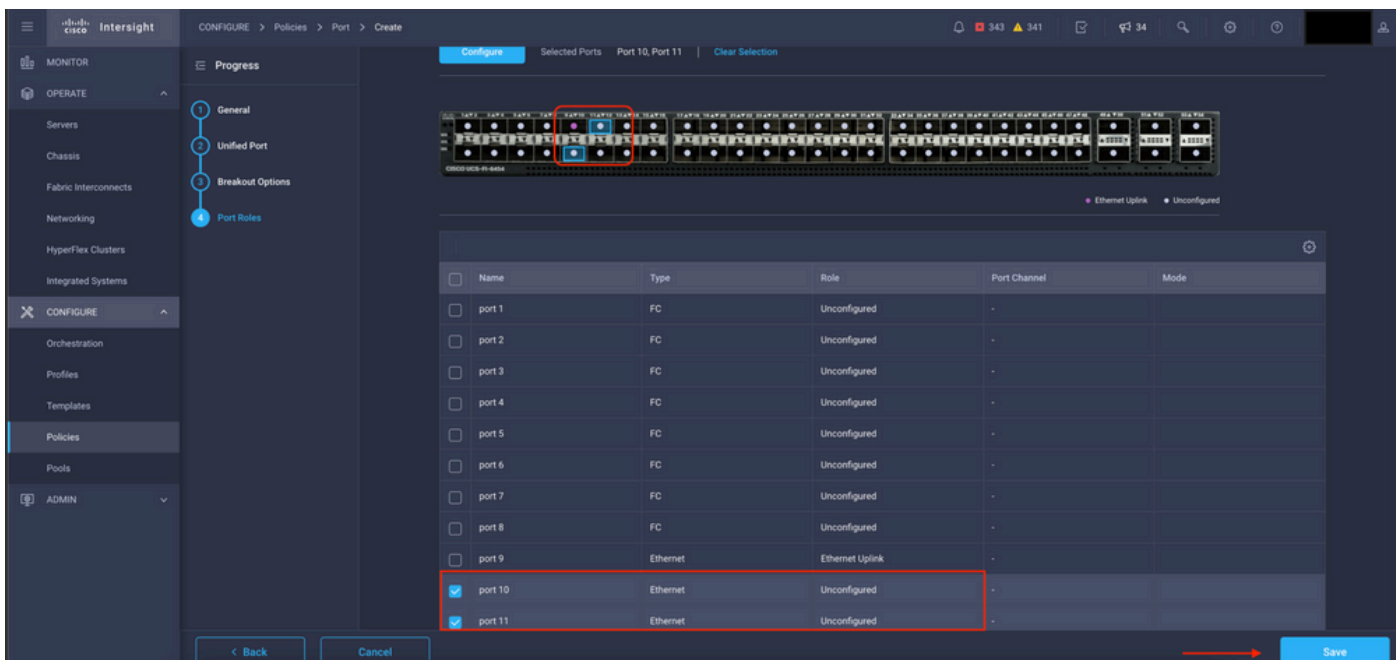 cisco Intersight
CONFIGURE > Policies > Port > Create
343 341 34
MONITOR
OPERATE
Servers
Chassis
Fabric Interconnects
Networking
HyperFlex Clusters
Integrated Systems
CONFIGURE
Orchestration
Profiles
Templates
Policies
Pools
ADMIN
Progress
1 General
2 Unified Port
3 Breakout Options
4 Port Roles
Configure Selected Ports Port 10, Port 11 | Clear Selection
CISCO UCS-FI-6454
Ethernet Uplink Unconfigured
Name Type Role Port Channel Mode
port 1 FC Unconfigured -
port 2 FC Unconfigured -
port 3 FC Unconfigured -
port 4 FC Unconfigured -
port 5 FC Unconfigured -
port 6 FC Unconfigured -
port 7 FC Unconfigured -
port 8 FC Unconfigured -
port 9 Ethernet Ethernet Uplink -
port 10 Ethernet Unconfigured -
port 11 Ethernet Unconfigured -
< Back Cancel Save